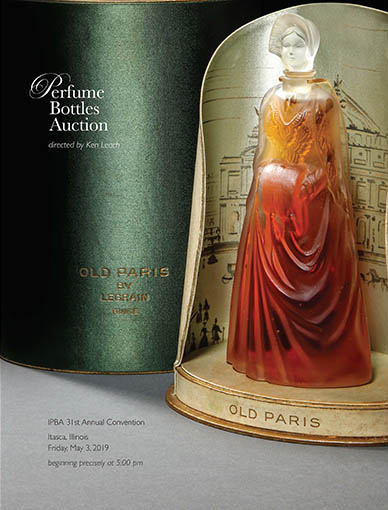 Perfume
Bottles
Auction
directed by Ken Leach
OLD PARIS
BY
LEGRAIN
OLD PARIS
IPBA 31st Annual Convention
Itasca, Illinois
Friday, May 3, 2019
beginning precisely at 5:00 pm